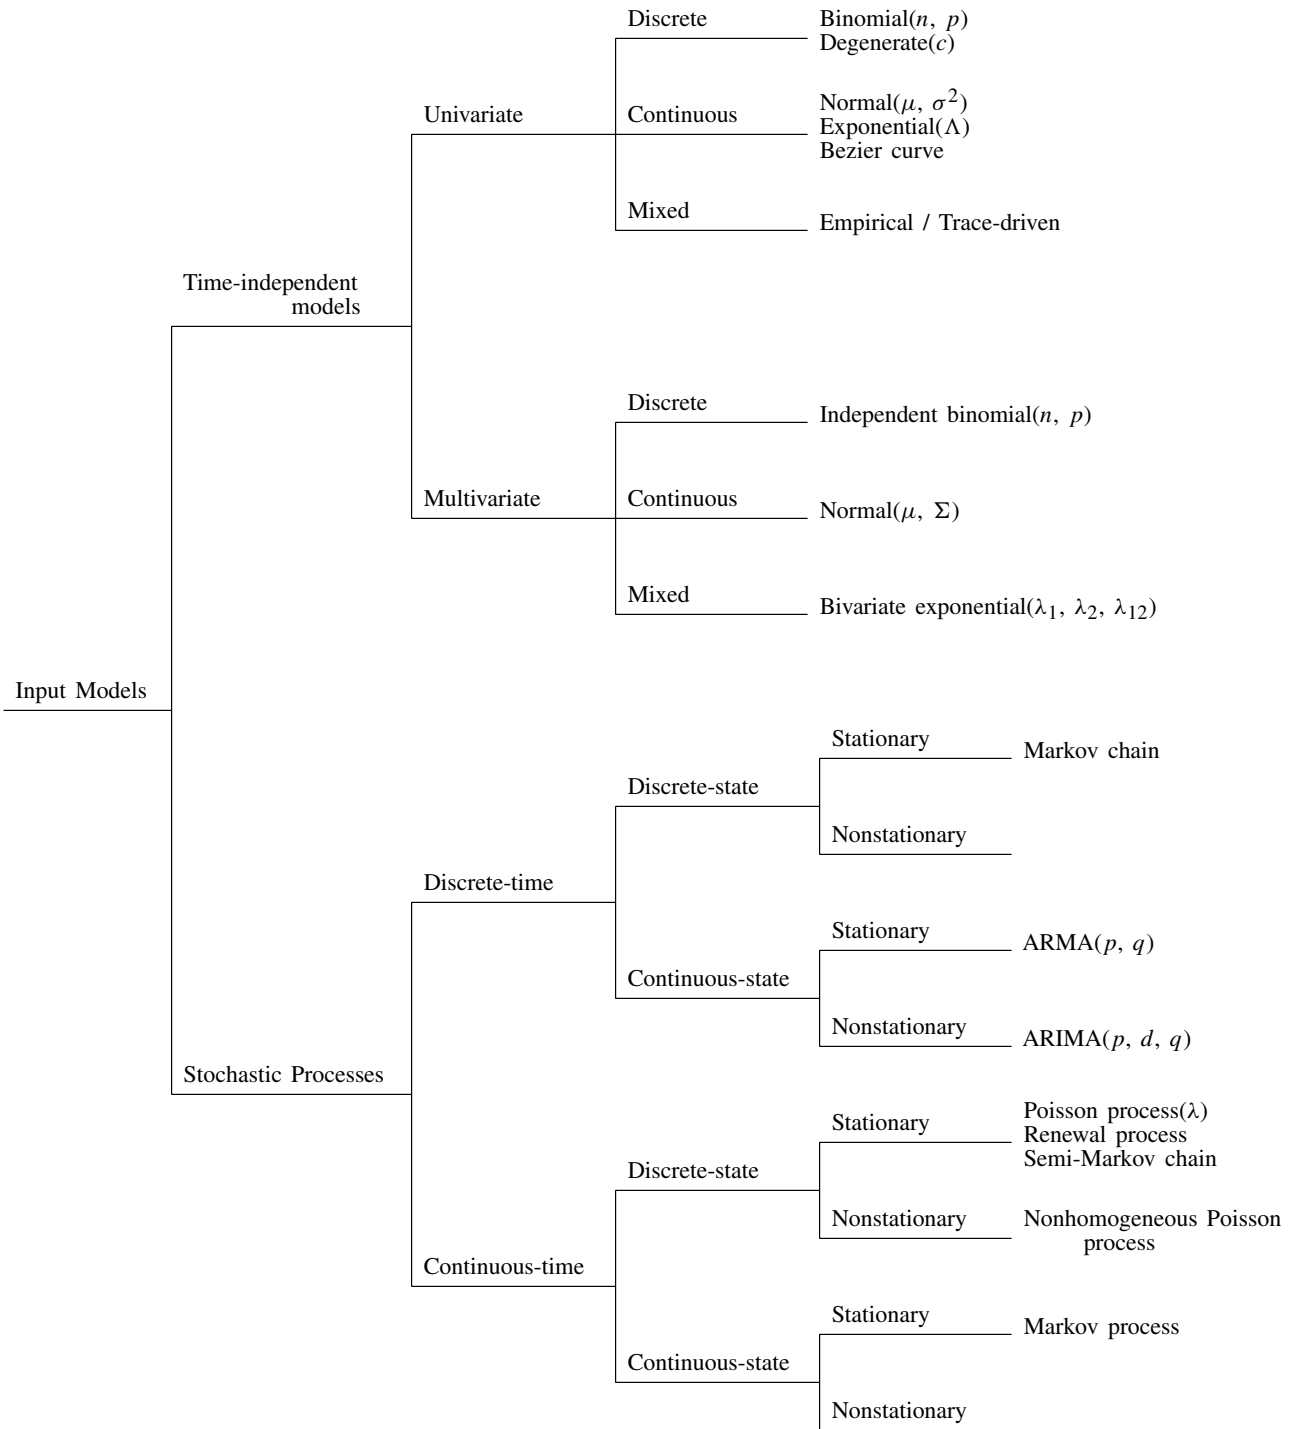 Discrete
Binomial(n, p)
Degenerate(c)
Univariate
Continuous
Normal(μ, σ²)
Exponential(Λ)
Bezier curve
Mixed
Empirical / Trace-driven
Time-independent
models
Discrete
Independent binomial(n, p)
Multivariate
Continuous
Normal(μ, Σ)
Mixed
Bivariate exponential(λ₁, λ₂, λ₁₂)
Input Models
Stationary
Markov chain
Discrete-state
Nonstationary
Discrete-time
Stationary
ARMA(p, q)
Continuous-state
Nonstationary
ARIMA(p, d, q)
Stochastic Processes
Stationary
Poisson process(λ)
Renewal process
Semi-Markov chain
Discrete-state
Nonstationary
Nonhomogeneous Poisson
process
Continuous-time
Stationary
Markov process
Continuous-state
Nonstationary